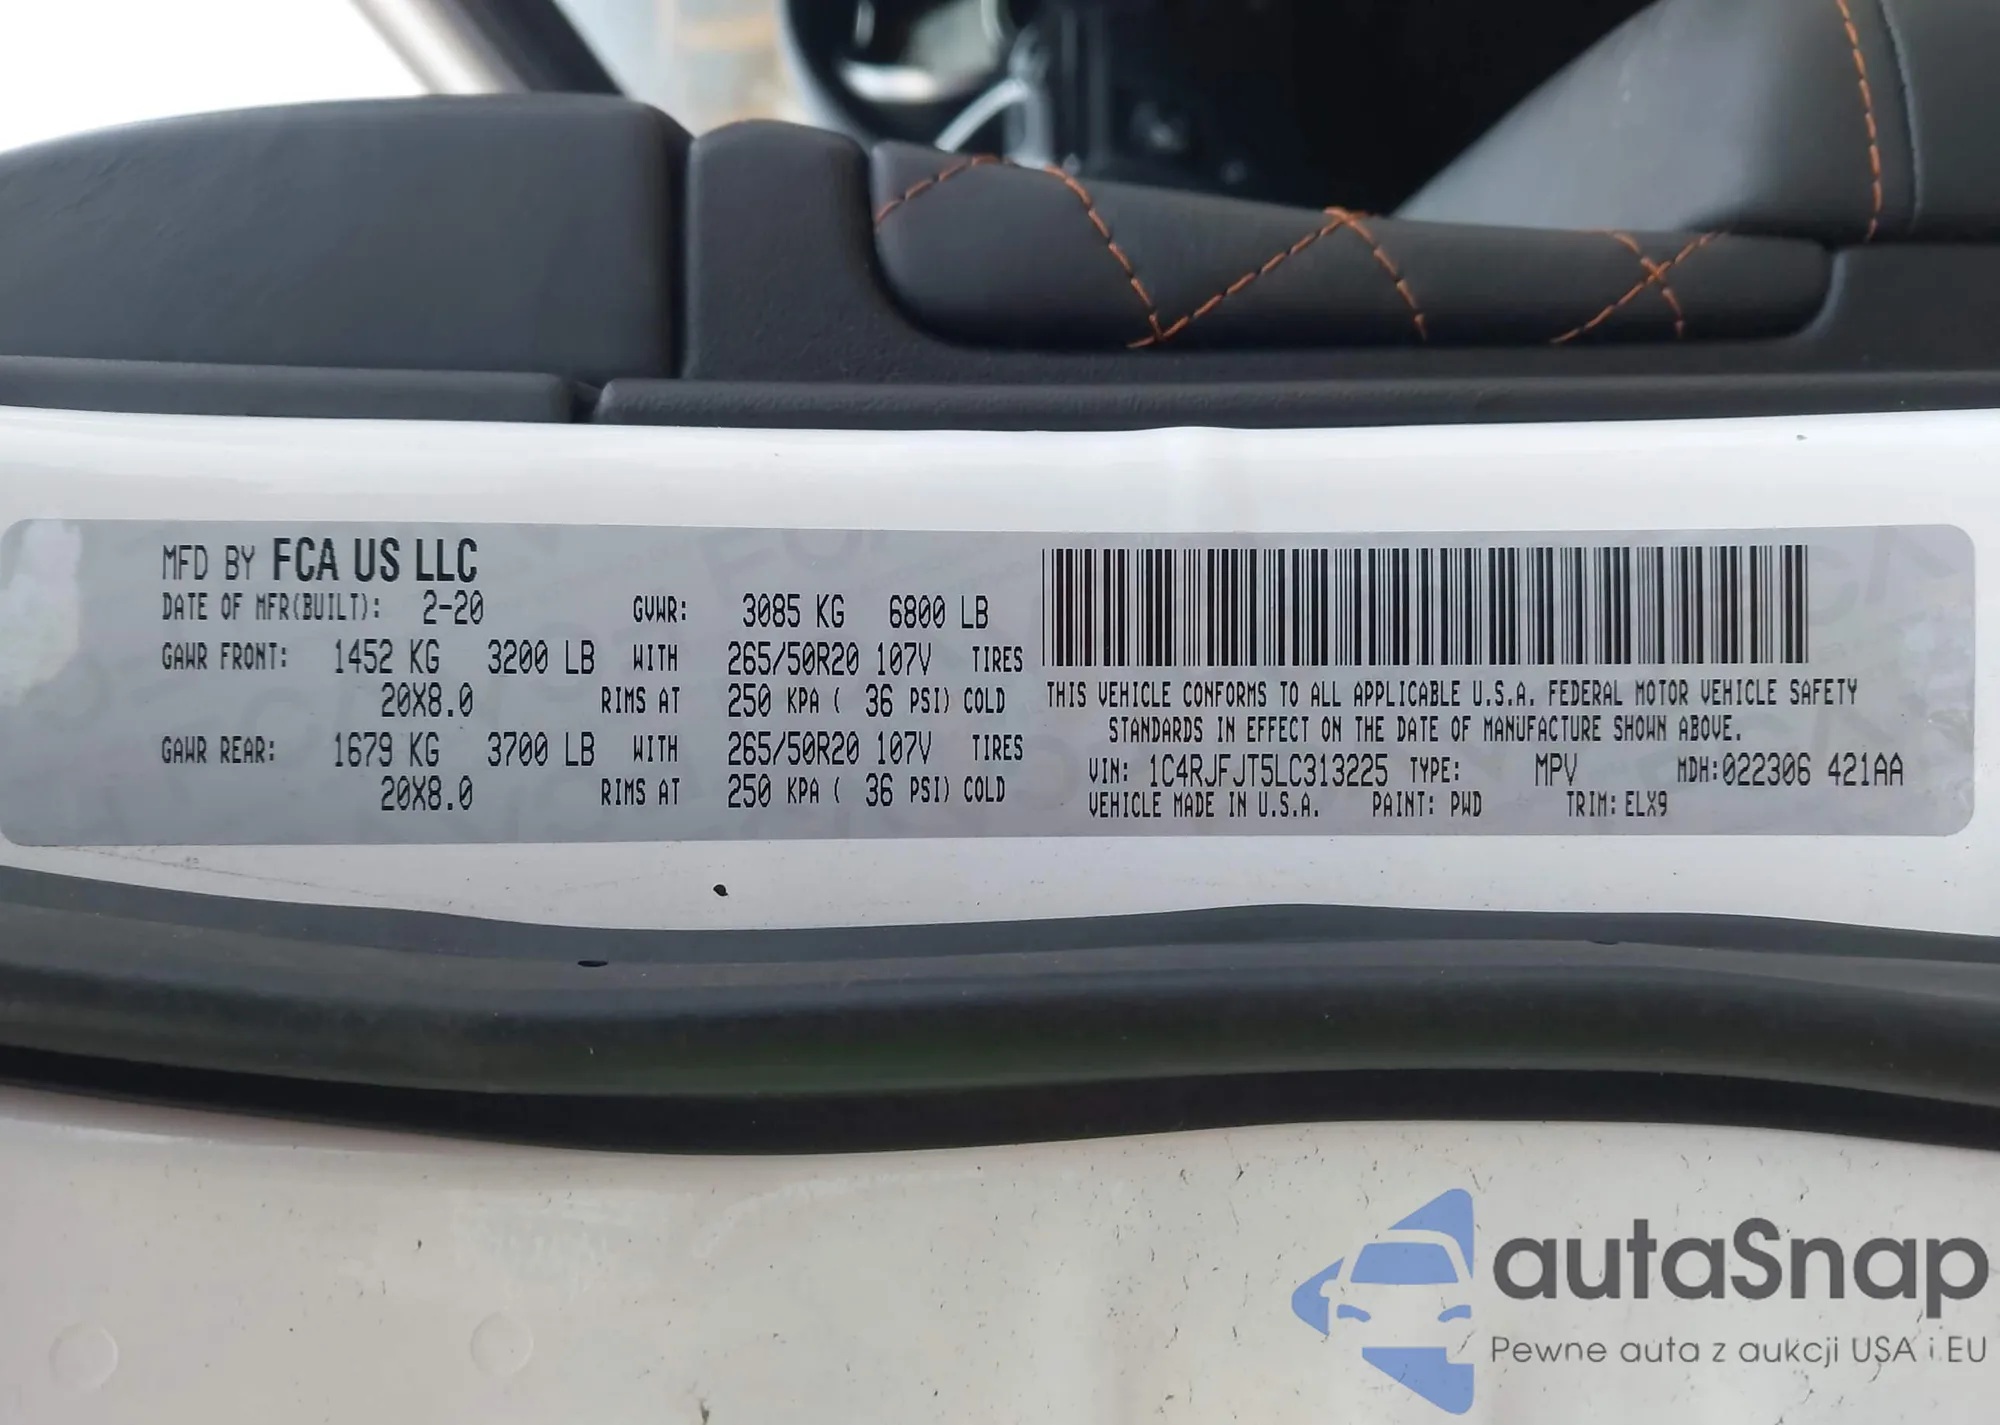 MFD BY FCA US LLC
DATE OF MFR(BUILT): 2-20 GVWR: 3085 KG 6800 LB
GAWR FRONT: 1452 KG 3200 LB WITH 265/50R20 107V TIRES
20X8.0 RIMS AT 250 KPA ( 36 PSI) COLD
GAWR REAR: 1679 KG 3700 LB WITH 265/50R20 107V TIRES
20X8.0 RIMS AT 250 KPA ( 36 PSI) COLD
THIS VEHICLE CONFORMS TO ALL APPLICABLE U.S.A. FEDERAL MOTOR VEHICLE SAFETY
STANDARDS IN EFFECT ON THE DATE OF MANUFACTURE SHOWN ABOVE.
VIN: 1C4RJFJT5LC313225 TYPE: MPV MDH:022306 421AA
VEHICLE MADE IN U.S.A. PAINT: PWD TRIM: ELX9
autaSnap
Pewne auta z aukcji USA i EU